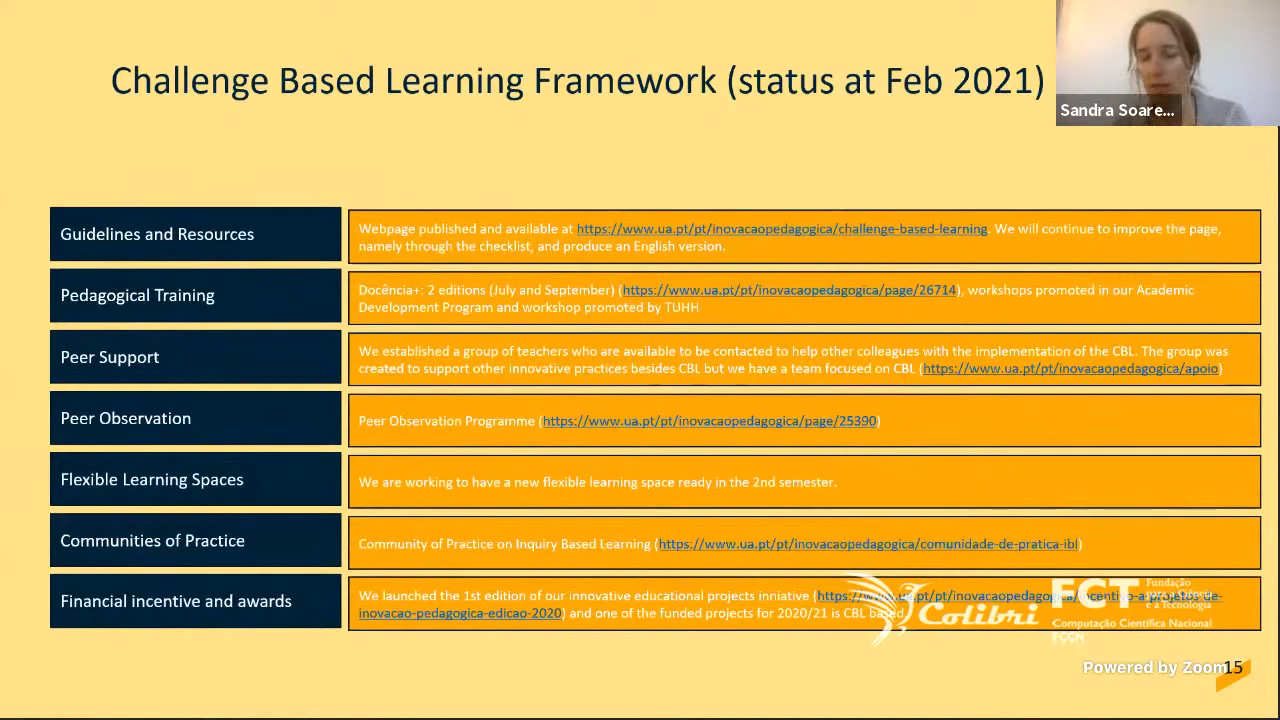 Challenge Based Learning Framework (status at Feb 2021)
Sandra Soare...
Guidelines and Resources
Webpage published and available at https://www.ua.pt/pt/inovacaopedagogica/challenge-based-learning. We will continue to improve the page,
namely through the checklist, and produce an English version.
Pedagogical Training
Docência+: 2 editions (July and September) (https://www.ua.pt/pt/inovacaopedagogica/page/26714), workshops promoted in our Academic
Development Program and workshop promoted by TUHH
Peer Support
We established a group of teachers who are available to be contacted to help other colleagues with the implementation of the CBL. The group was
created to support other innovative practices besides CBL but we have a team focused on CBL (https://www.ua.pt/pt/inovacaopedagogica/apoio)
Peer Observation
Peer Observation Programme (https://www.ua.pt/pt/inovacaopedagogica/page/25390)
Flexible Learning Spaces
We are working to have a new flexible learning space ready in the 2nd semester.
Communities of Practice
Community of Practice on Inquiry Based Learning (https://www.ua.pt/pt/inovacaopedagogica/comunidade-de-pratica-ibl)
Financial incentive and awards
We launched the 1st edition of our innovative educational projects inniative (https://www.ua.pt/pt/inovacaopedagogica/incentivo-a-projetos-de-
inovacao-pedagogica-edicao-2020) and one of the funded projects for 2020/21 is CBL based
Colibri
FCT
Fundação
para a Ciência
e a Tecnologia
Computação Científica Nacional
FCCN
Powered by Zoom
15